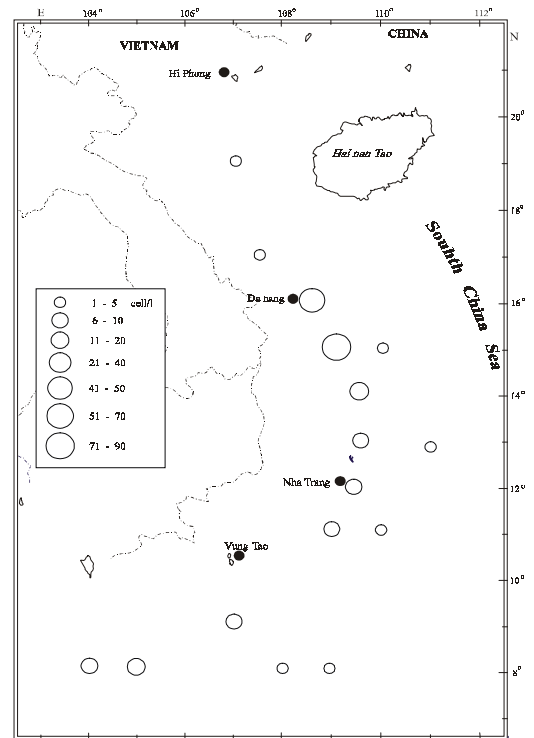 E 104° 106° 108° 110° 112°
N
VIETNAM
CHINA
Hi Phong
20°
Hai nan Tao
18°
Souhth China Sea
Da nang
16°
1 - 5 cell/l
6 - 10
11 - 20
21 - 40
41 - 50
51 - 70
71 - 90
14°
Nha Trang
12°
Vung Tao
10°
8°